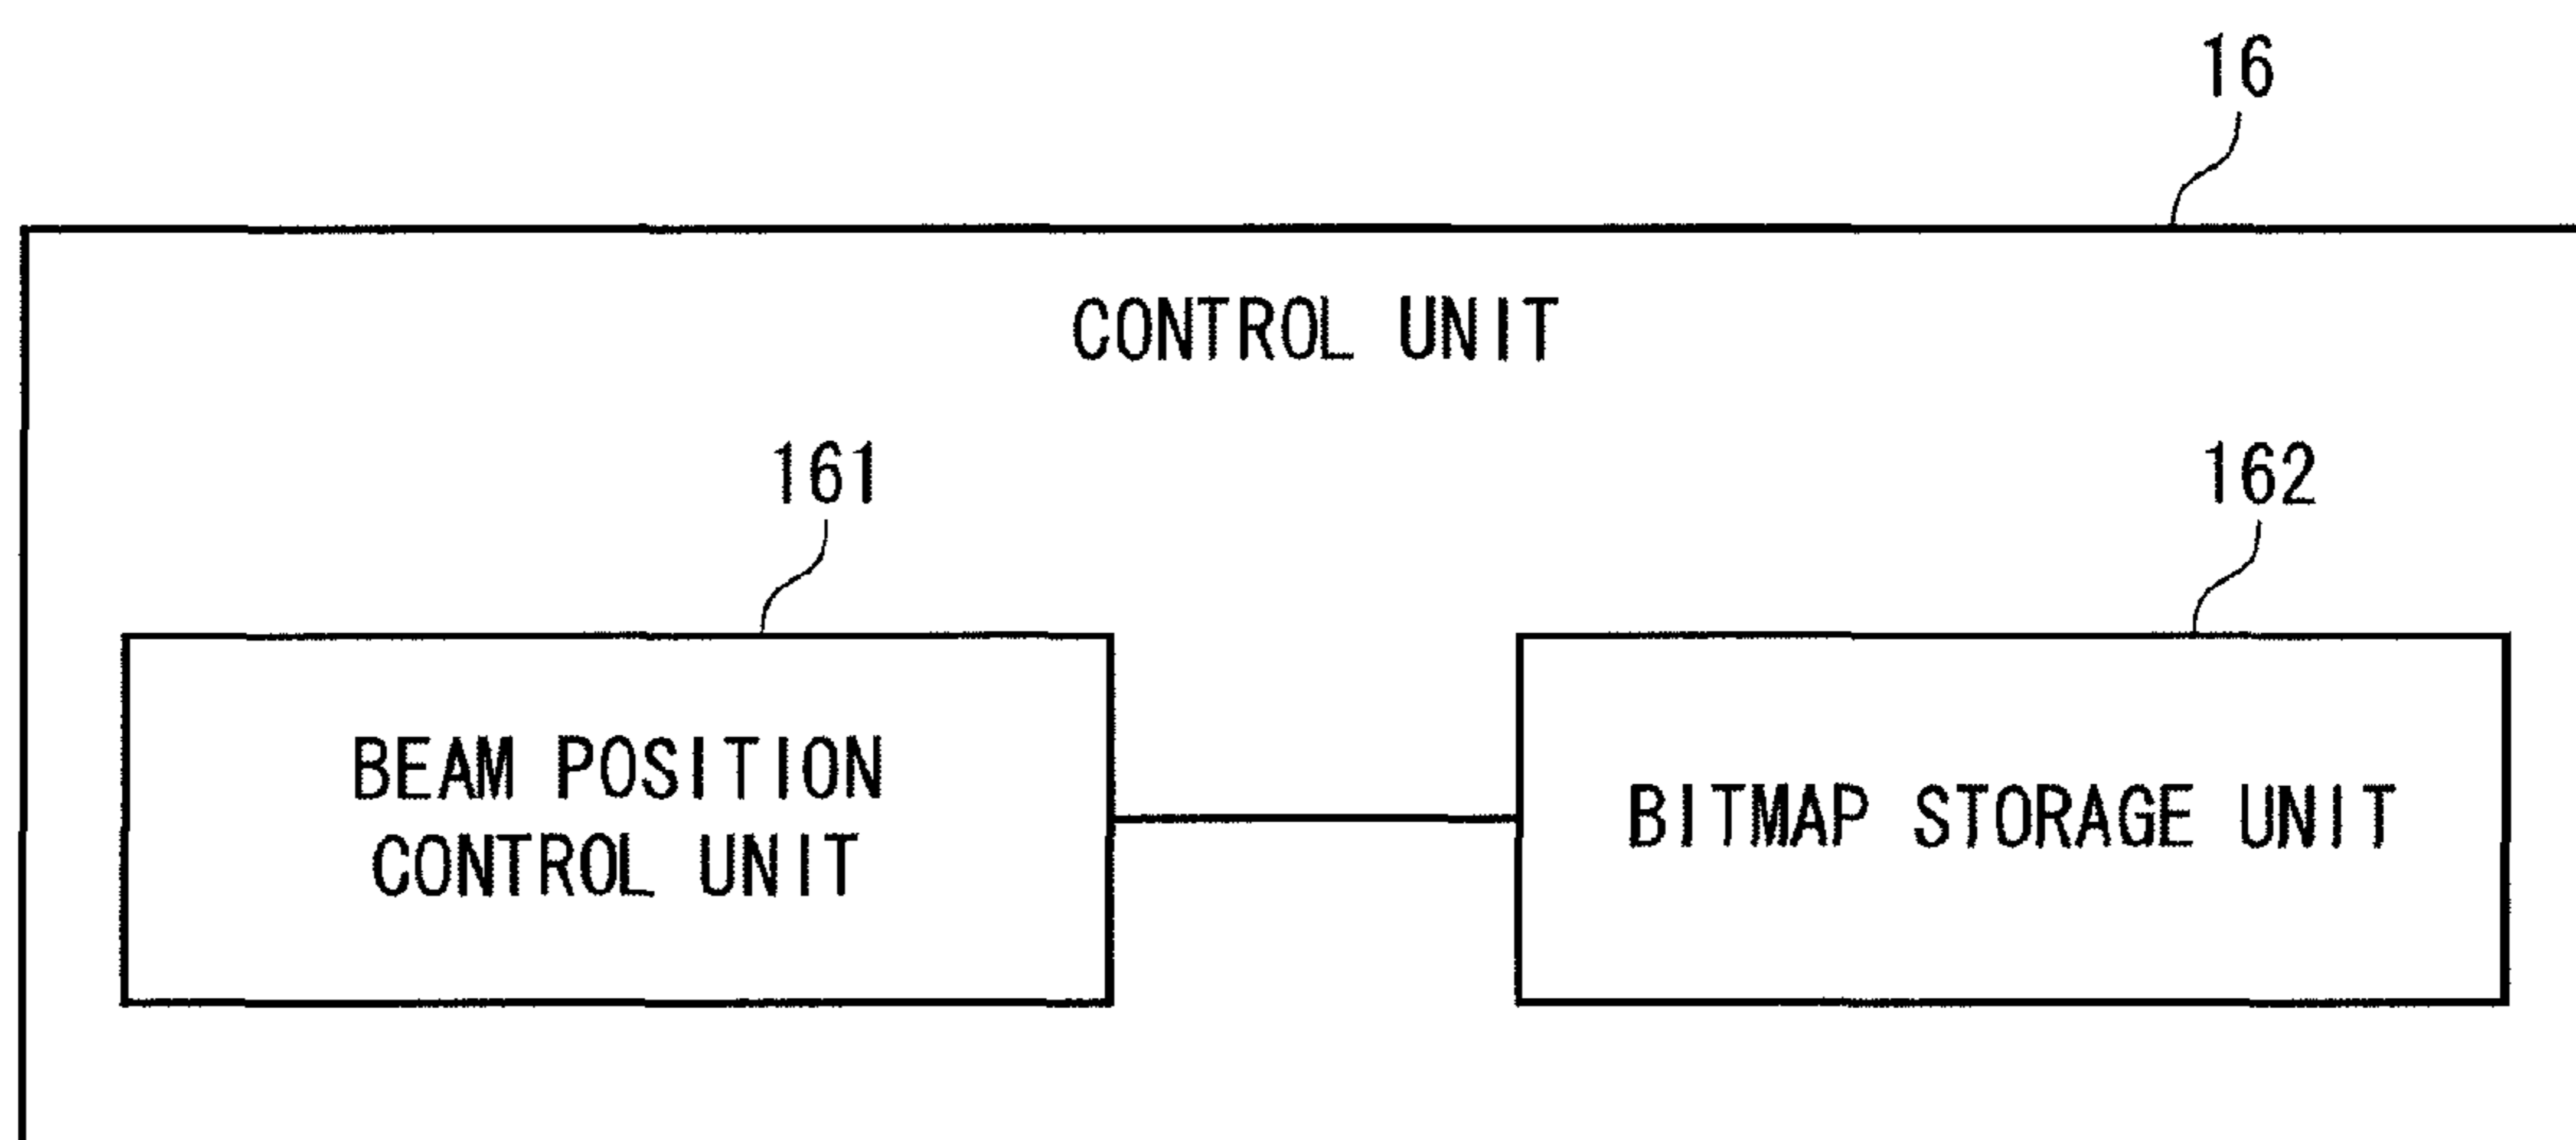 16
CONTROL UNIT
161
162
BEAM POSITION
CONTROL UNIT
BITMAP STORAGE UNIT